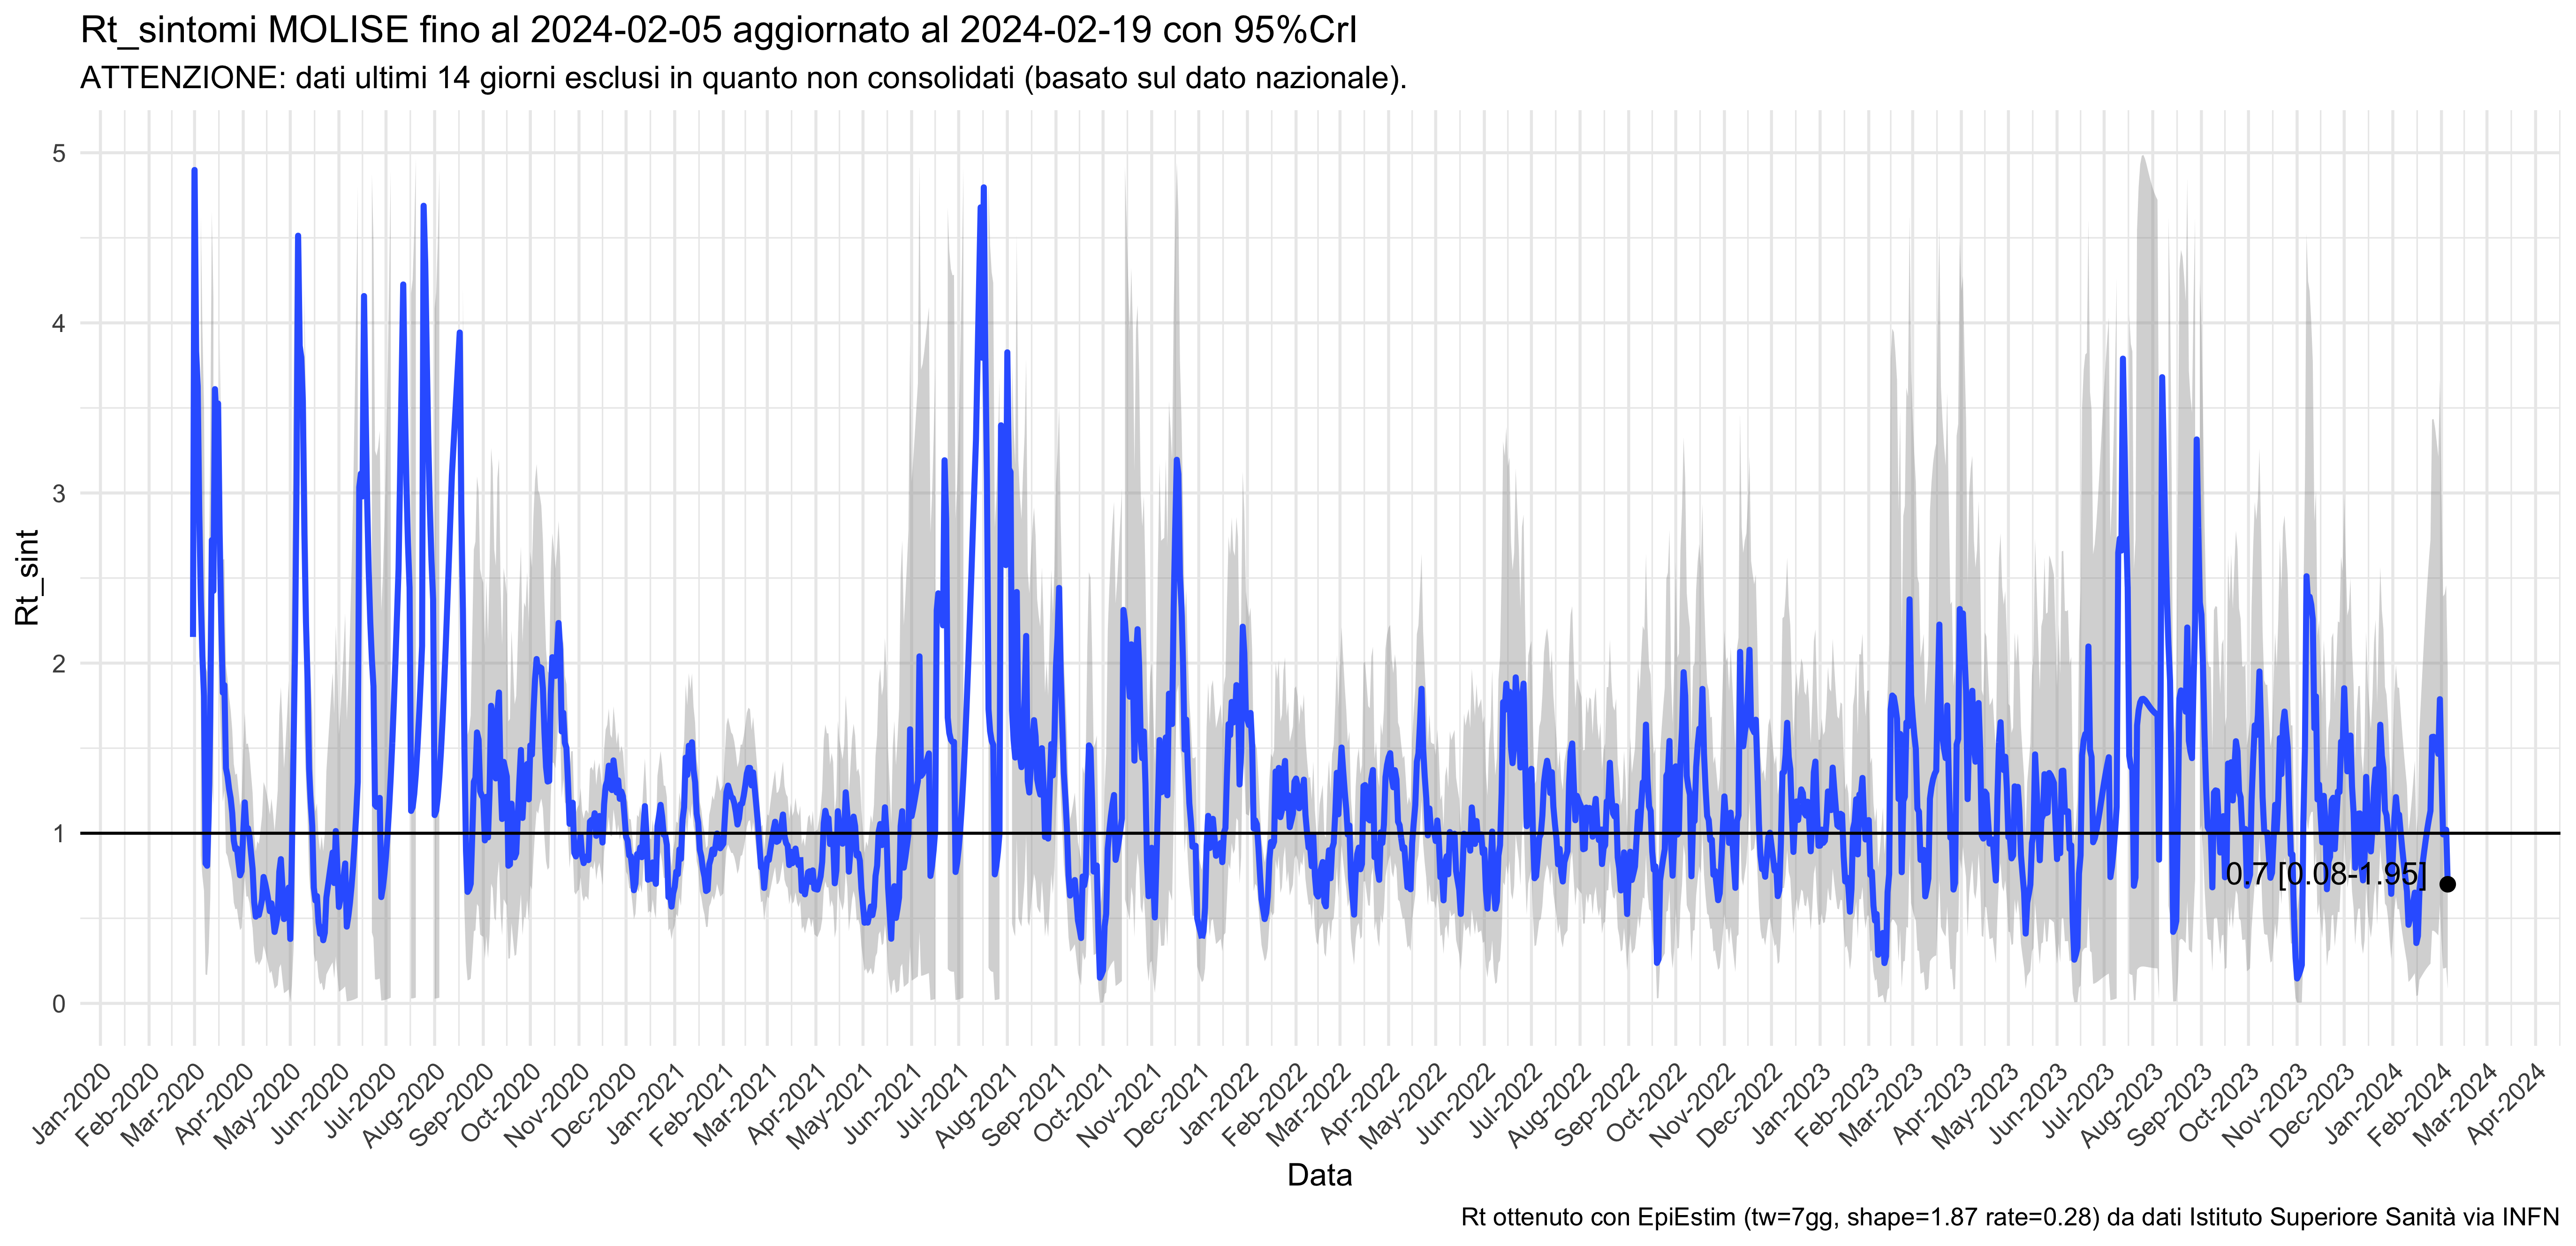 Rt_sintomi MOLISE fino al 2024-02-05 aggiornato al 2024-02-19 con 95%CrI
ATTENZIONE: dati ultimi 14 giorni esclusi in quanto non consolidati (basato sul dato nazionale).
Rt_sint
5
4
3
2
1
0
0.7 [0.08-1.95]
Jan-2020
Feb-2020
Mar-2020
Apr-2020
May-2020
Jun-2020
Jul-2020
Aug-2020
Sep-2020
Oct-2020
Nov-2020
Dec-2020
Jan-2021
Feb-2021
Mar-2021
Apr-2021
May-2021
Jun-2021
Jul-2021
Aug-2021
Sep-2021
Oct-2021
Nov-2021
Dec-2021
Jan-2022
Feb-2022
Mar-2022
Apr-2022
May-2022
Jun-2022
Jul-2022
Aug-2022
Sep-2022
Oct-2022
Nov-2022
Dec-2022
Jan-2023
Feb-2023
Mar-2023
Apr-2023
May-2023
Jun-2023
Jul-2023
Aug-2023
Sep-2023
Oct-2023
Nov-2023
Dec-2023
Jan-2024
Feb-2024
Mar-2024
Apr-2024
Data
Rt ottenuto con EpiEstim (tw=7gg, shape=1.87 rate=0.28) da dati Istituto Superiore Sanità via INFN